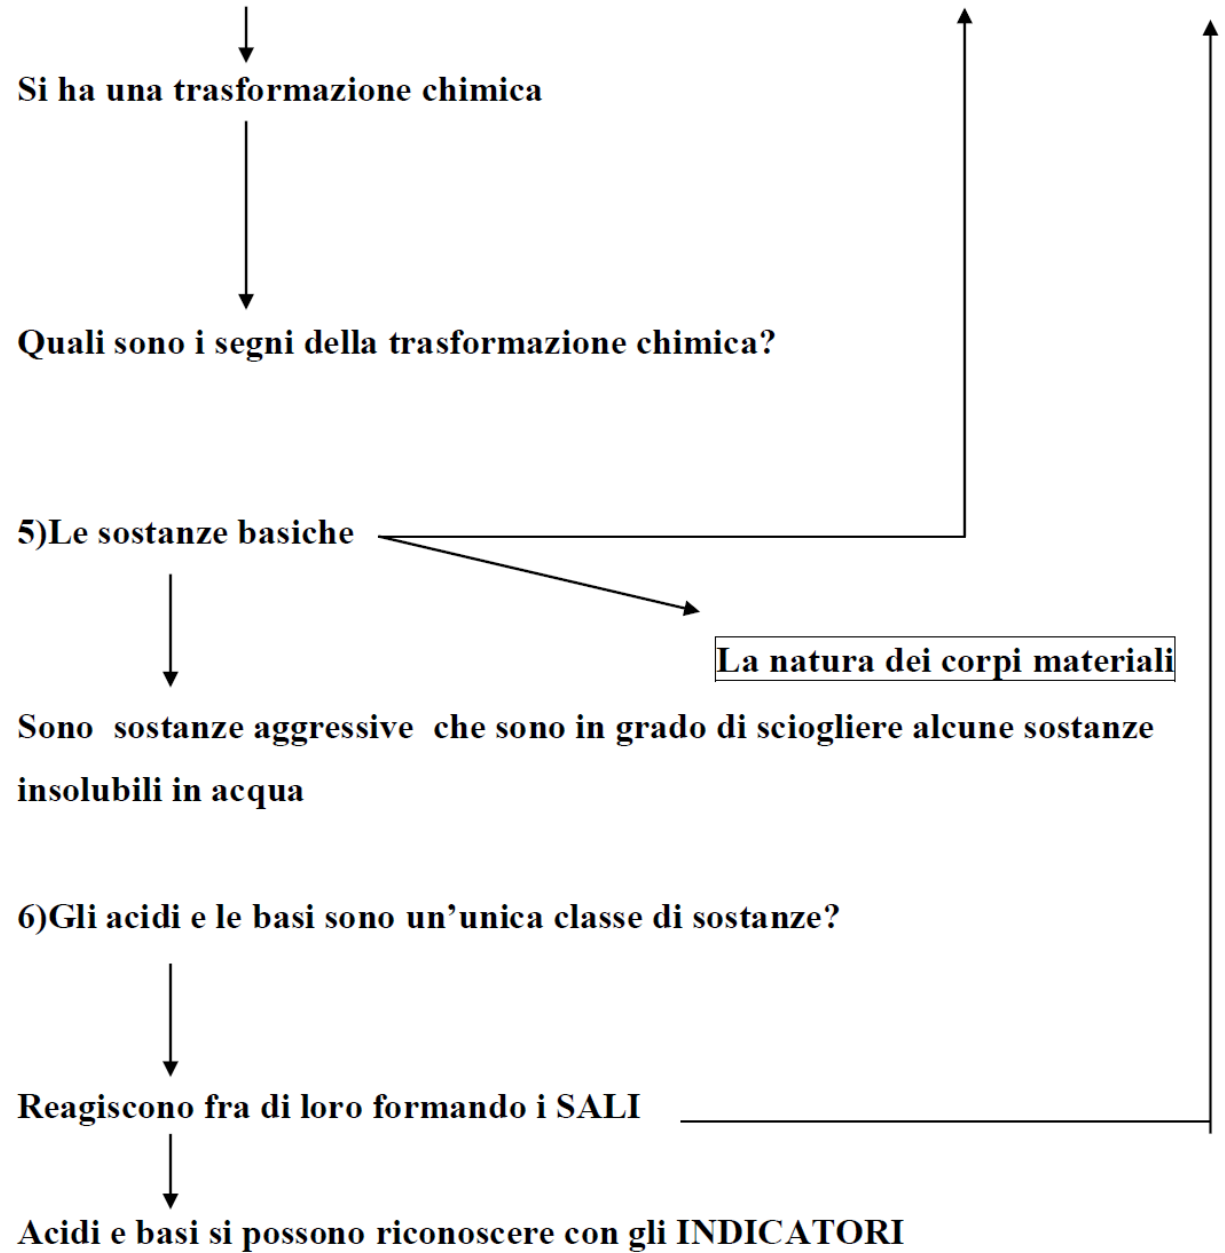 Si ha una trasformazione chimica
Quali sono i segni della trasformazione chimica?
5)Le sostanze basiche
La natura dei corpi materiali
Sono  sostanze aggressive  che sono in grado di sciogliere alcune sostanze
insolubili in acqua
6)Gli acidi e le basi sono un’unica classe di sostanze?
Reagiscono fra di loro formando i SALI
Acidi e basi si possono riconoscere con gli INDICATORI